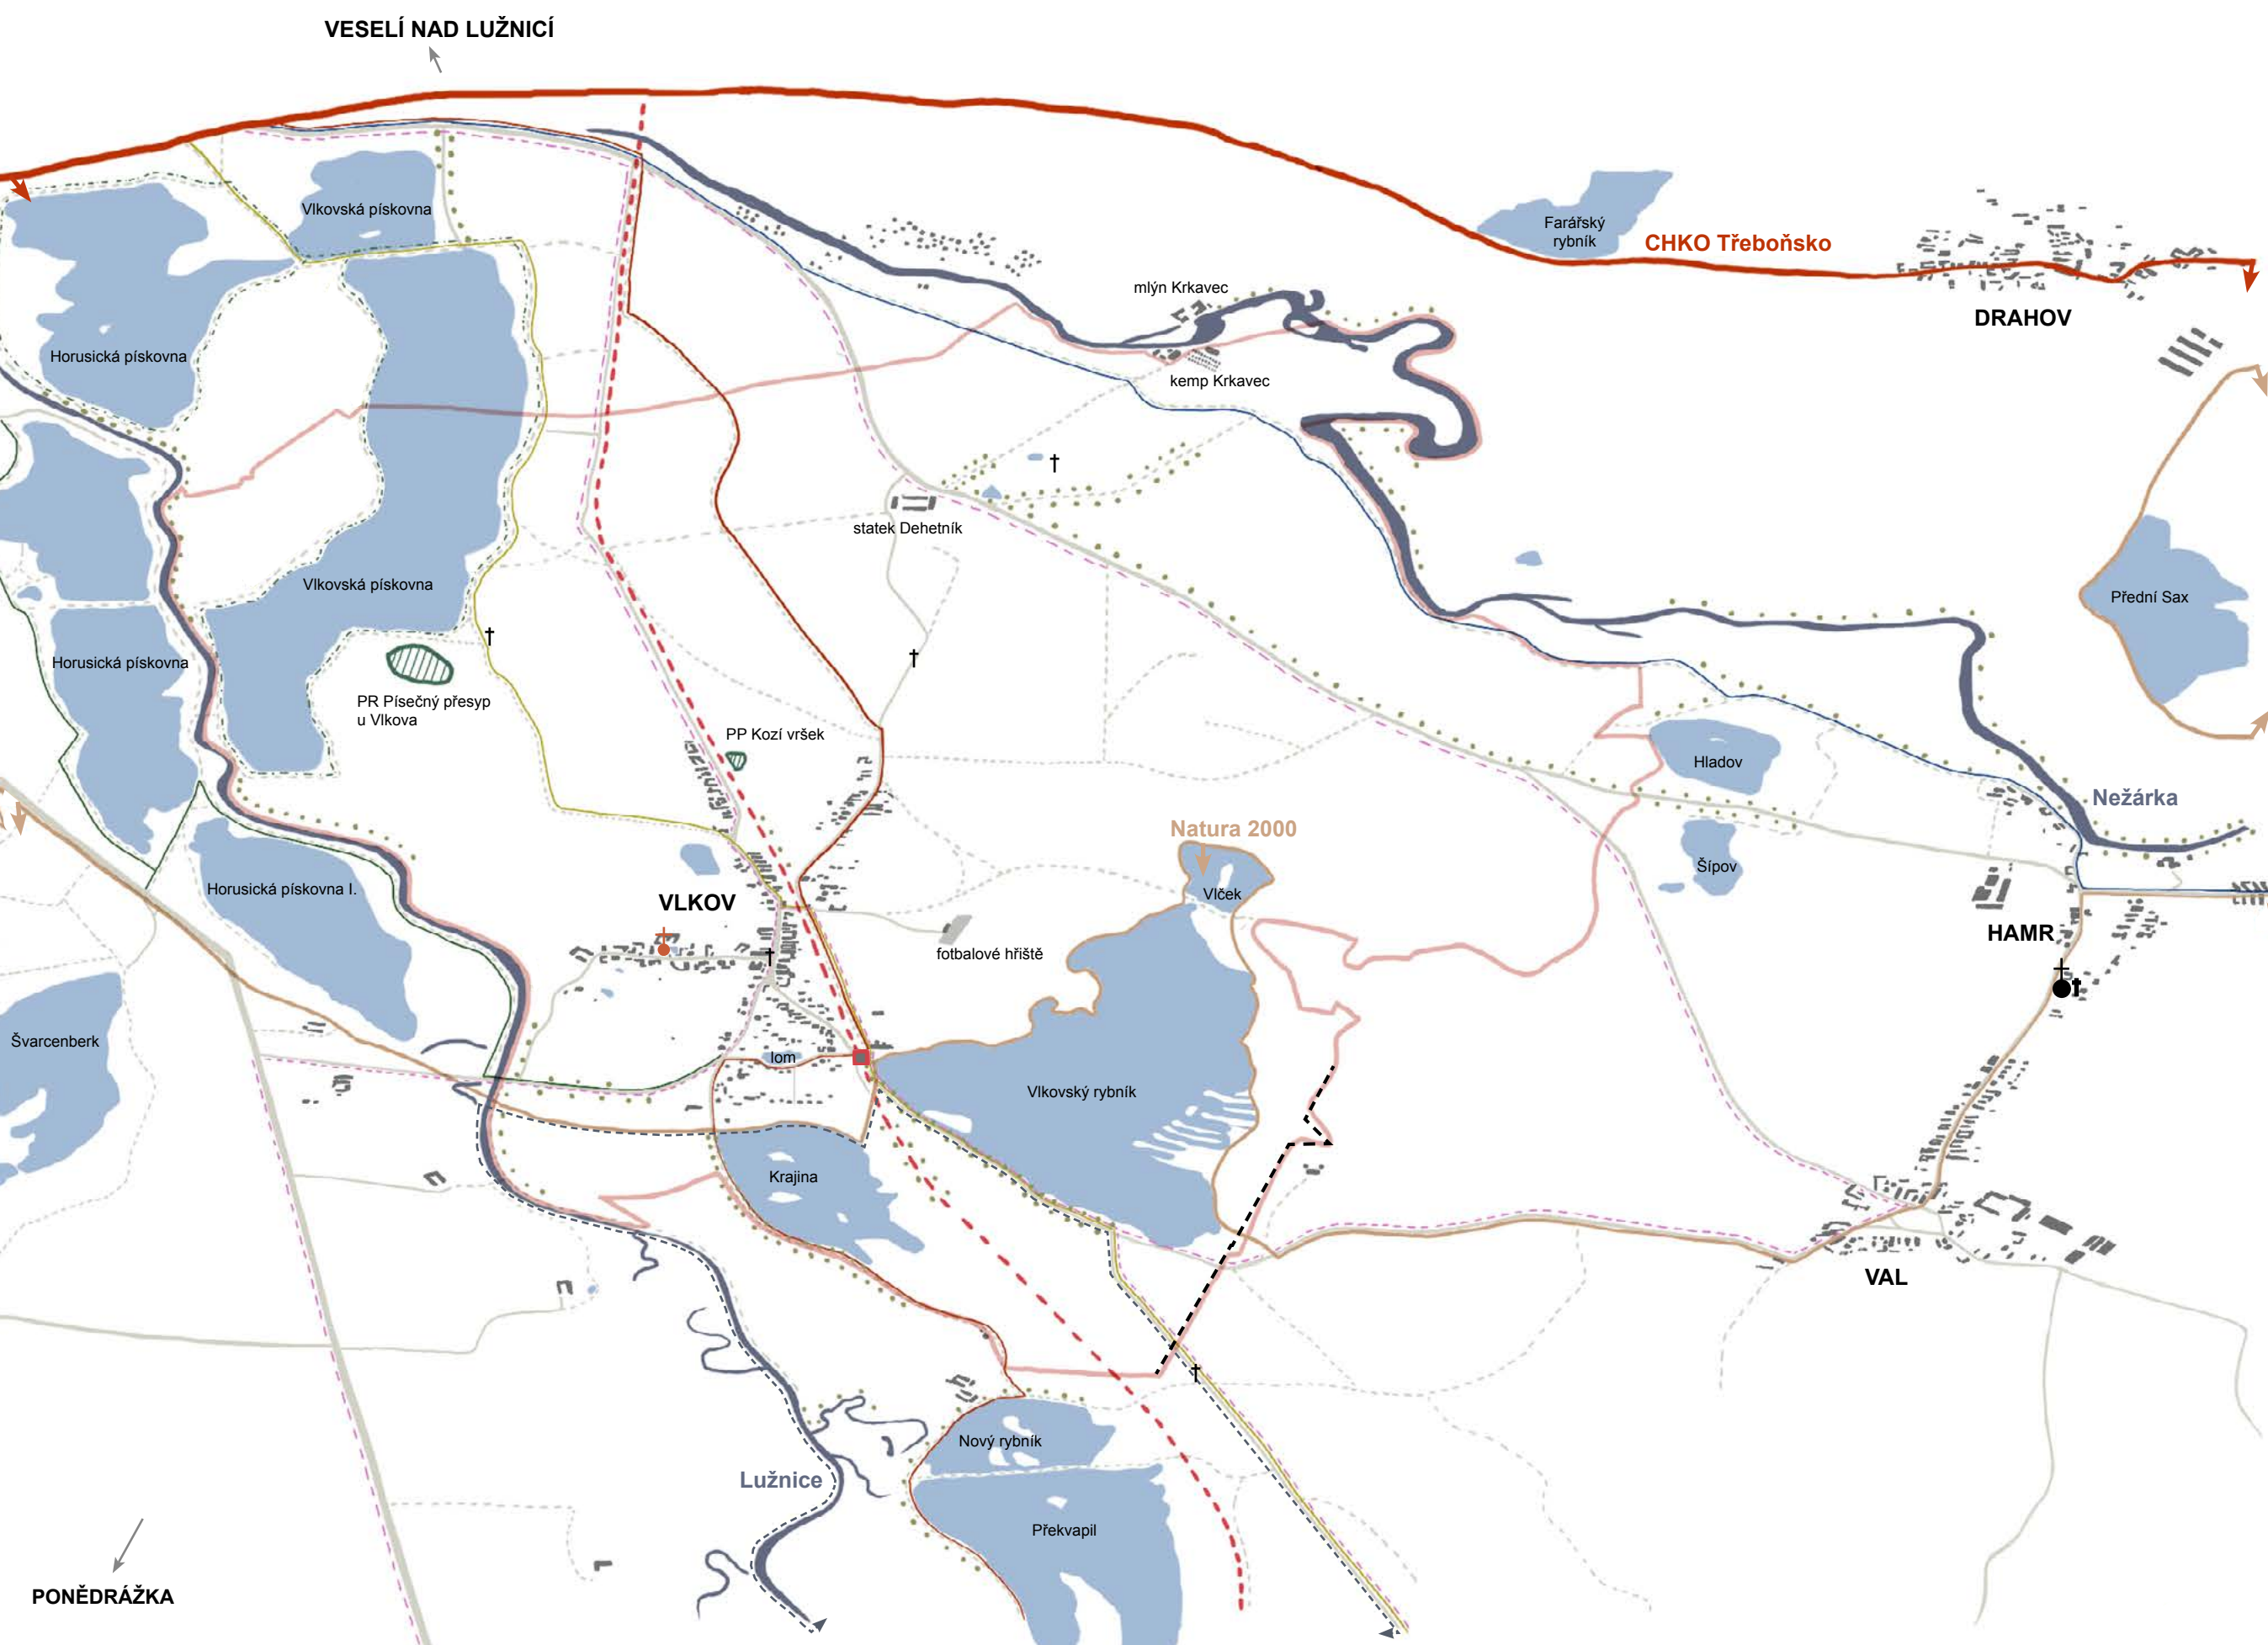 VESELÍ NAD LUŽNICÍ
Vlkovská pískovna
Farářský
rybník
CHKO Třeboňsko
mlýn Krkavec
DRAHOV
Horusická pískovna
kemp Krkavec
statek Dehetník
Vlkovská pískovna
Přední Sax
Horusická pískovna
PR Písečný přesyp
u Vlkova
PP Kozí vršek
Hladov
Nežárka
Natura 2000
Šípov
Horusická pískovna I.
Vlček
VLKOV
HAMR
fotbalové hřiště
Švarcenberk
lom
Vlkovský rybník
Krajina
VAL
Nový rybník
Lužnice
Překvapil
PONĚDRÁŽKA